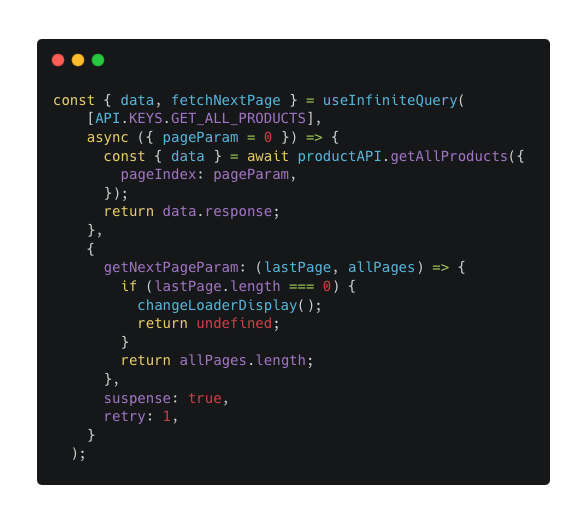 const { data, fetchNextPage } = useInfiniteQuery(
    [API.KEYS.GET_ALL_PRODUCTS],
    async ({ pageParam = 0 }) => {
      const { data } = await productAPI.getAllProducts({
        pageIndex: pageParam,
      });
      return data.response;
    },
    {
      getNextPageParam: (lastPage, allPages) => {
        if (lastPage.length === 0) {
          changeLoaderDisplay();
          return undefined;
        }
        return allPages.length;
      },
      suspense: true,
      retry: 1,
    }
  );